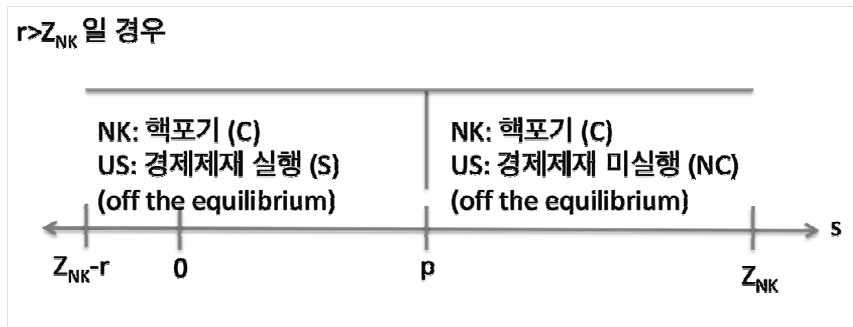 r>Z_NK 일 경우
NK: 핵포기 (C)
US: 경제제재 실행 (S)
(off the equilibrium)
NK: 핵포기 (C)
US: 경제제재 미실행 (NC)
(off the equilibrium)
s
Z_NK-r 0 p Z_NK